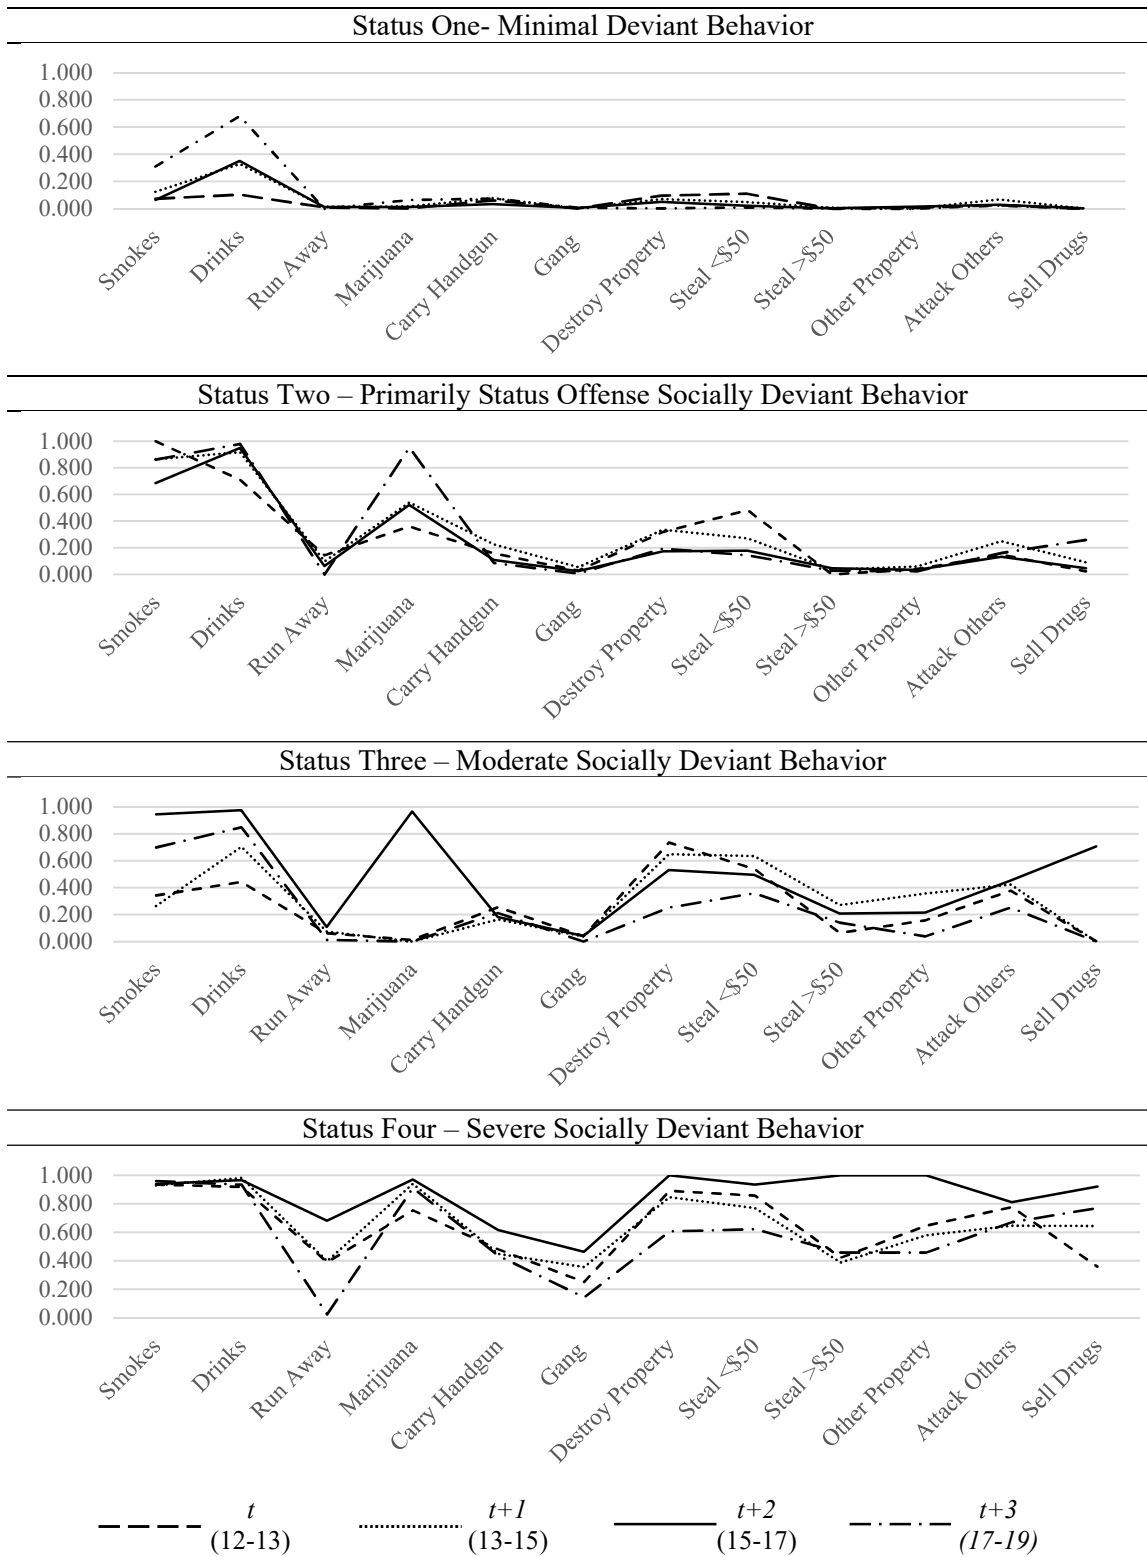 Status One- Minimal Deviant Behavior
1.000
0.800
0.600
0.400
0.200
0.000
Smokes
Drinks
Run Away
Marijuana
Carry Handgun
Gang
Destroy Property
Steal <$50
Steal >$50
Other Property
Attack Others
Sell Drugs
Status Two – Primarily Status Offense Socially Deviant Behavior
1.000
0.800
0.600
0.400
0.200
0.000
Smokes
Drinks
Run Away
Marijuana
Carry Handgun
Gang
Destroy Property
Steal <$50
Steal >$50
Other Property
Attack Others
Sell Drugs
Status Three – Moderate Socially Deviant Behavior
1.000
0.800
0.600
0.400
0.200
0.000
Smokes
Drinks
Run Away
Marijuana
Carry Handgun
Gang
Destroy Property
Steal <$50
Steal >$50
Other Property
Attack Others
Sell Drugs
Status Four – Severe Socially Deviant Behavior
1.000
0.800
0.600
0.400
0.200
0.000
Smokes
Drinks
Run Away
Marijuana
Carry Handgun
Gang
Destroy Property
Steal <$50
Steal >$50
Other Property
Attack Others
Sell Drugs
t
(12-13)
t+1
(13-15)
t+2
(15-17)
t+3
(17-19)